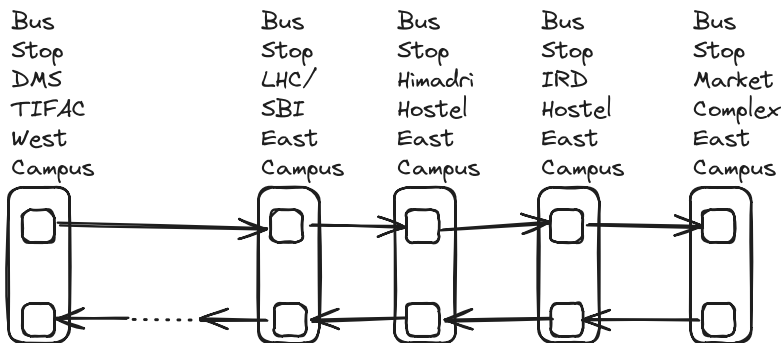 Bus
Stop
DMS
TIFAC
West
Campus
Bus
Stop
LHC/
SBI
East
Campus
Bus
Stop
Himadri
Hostel
East
Campus
Bus
Stop
IRD
Hostel
East
Campus
Bus
Stop
Market
Complex
East
Campus